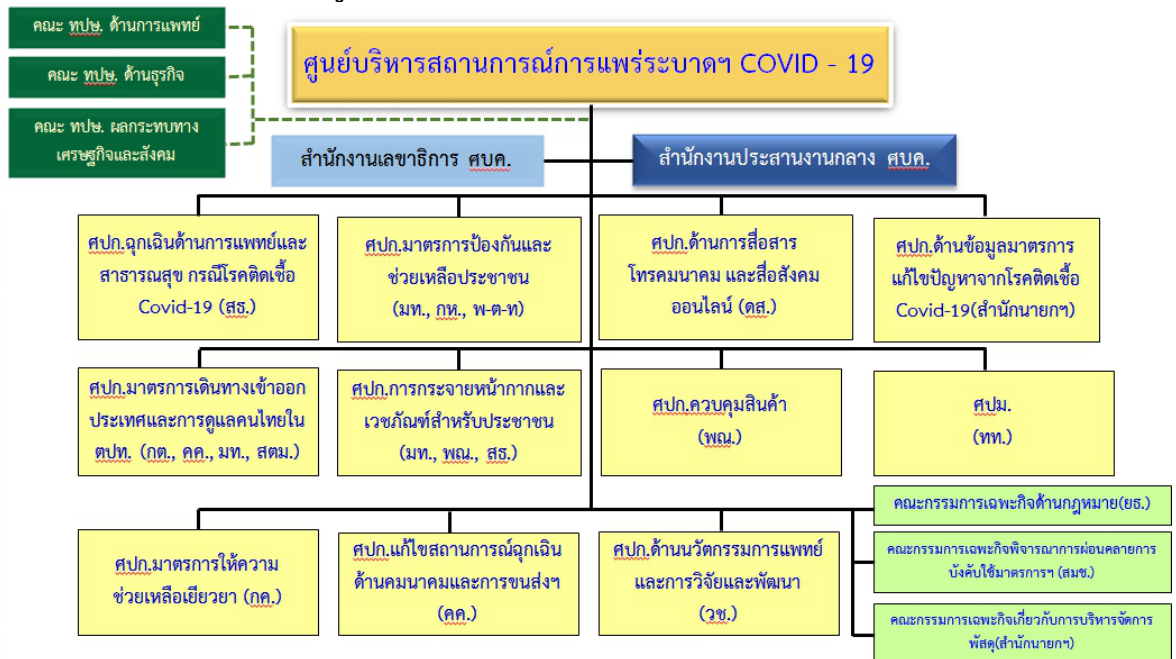 คณะ ทปษ. ด้านการแพทย์
คณะ ทปษ. ด้านธุรกิจ
คณะ ทปษ. ผลกระทบทาง
เศรษฐกิจและสังคม
ศูนย์บริหารสถานการณ์การแพร่ระบาดฯ COVID - 19
สำนักงานเลขาธิการ ศบค.
สำนักงานประสานงานกลาง ศบค.
ศปก.ฉุกเฉินด้านการแพทย์และ
สาธารณสุข กรณีโรคติดเชื้อ
Covid-19 (สธ.)
ศปก.มาตรการป้องกันและ
ช่วยเหลือประชาชน
(มท., กห., พ-ต-ท)
ศปก.ด้านการสื่อสาร
โทรคมนาคม และสื่อสังคม
ออนไลน์ (ดส.)
ศปก.ด้านข้อมูลมาตรการ
แก้ไขปัญหาจากโรคติดเชื้อ
Covid-19(สำนักนายกฯ)
ศปก.มาตรการเดินทางเข้าออก
ประเทศและการดูแลคนไทยใน
ตปท. (กต., คค., มท., สตม.)
ศปก.การกระจายหน้ากากและ
เวชภัณฑ์สำหรับประชาชน
(มท., พณ., สธ.)
ศปก.ควบคุมสินค้า
(พณ.)
ศปม.
(ทท.)
ศปก.มาตรการให้ความ
ช่วยเหลือเยียวยา (กค.)
ศปก.แก้ไขสถานการณ์ฉุกเฉิน
ด้านคมนาคมและการขนส่งฯ
(คค.)
ศปก.ด้านนวัตกรรมการแพทย์
และการวิจัยและพัฒนา
(วช.)
คณะกรรมการเฉพาะกิจด้านกฎหมาย(ยธ.)
คณะกรรมการเฉพาะกิจพิจารณาการผ่อนคลายการ
บังคับใช้มาตรการฯ (สมช.)
คณะกรรมการเฉพาะกิจเกี่ยวกับการบริหารจัดการ
พัสดุ(สำนักนายกฯ)